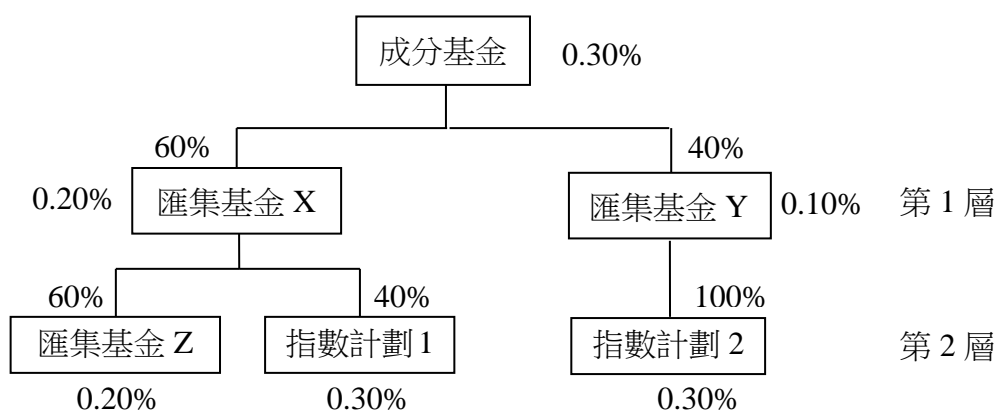 成分基金 0.30%
60% 40%
0.20% 匯集基金 X 匯集基金 Y 0.10% 第 1 層
60% 40% 100%
匯集基金 Z 指數計劃 1 指數計劃 2 第 2 層
0.20% 0.30% 0.30%